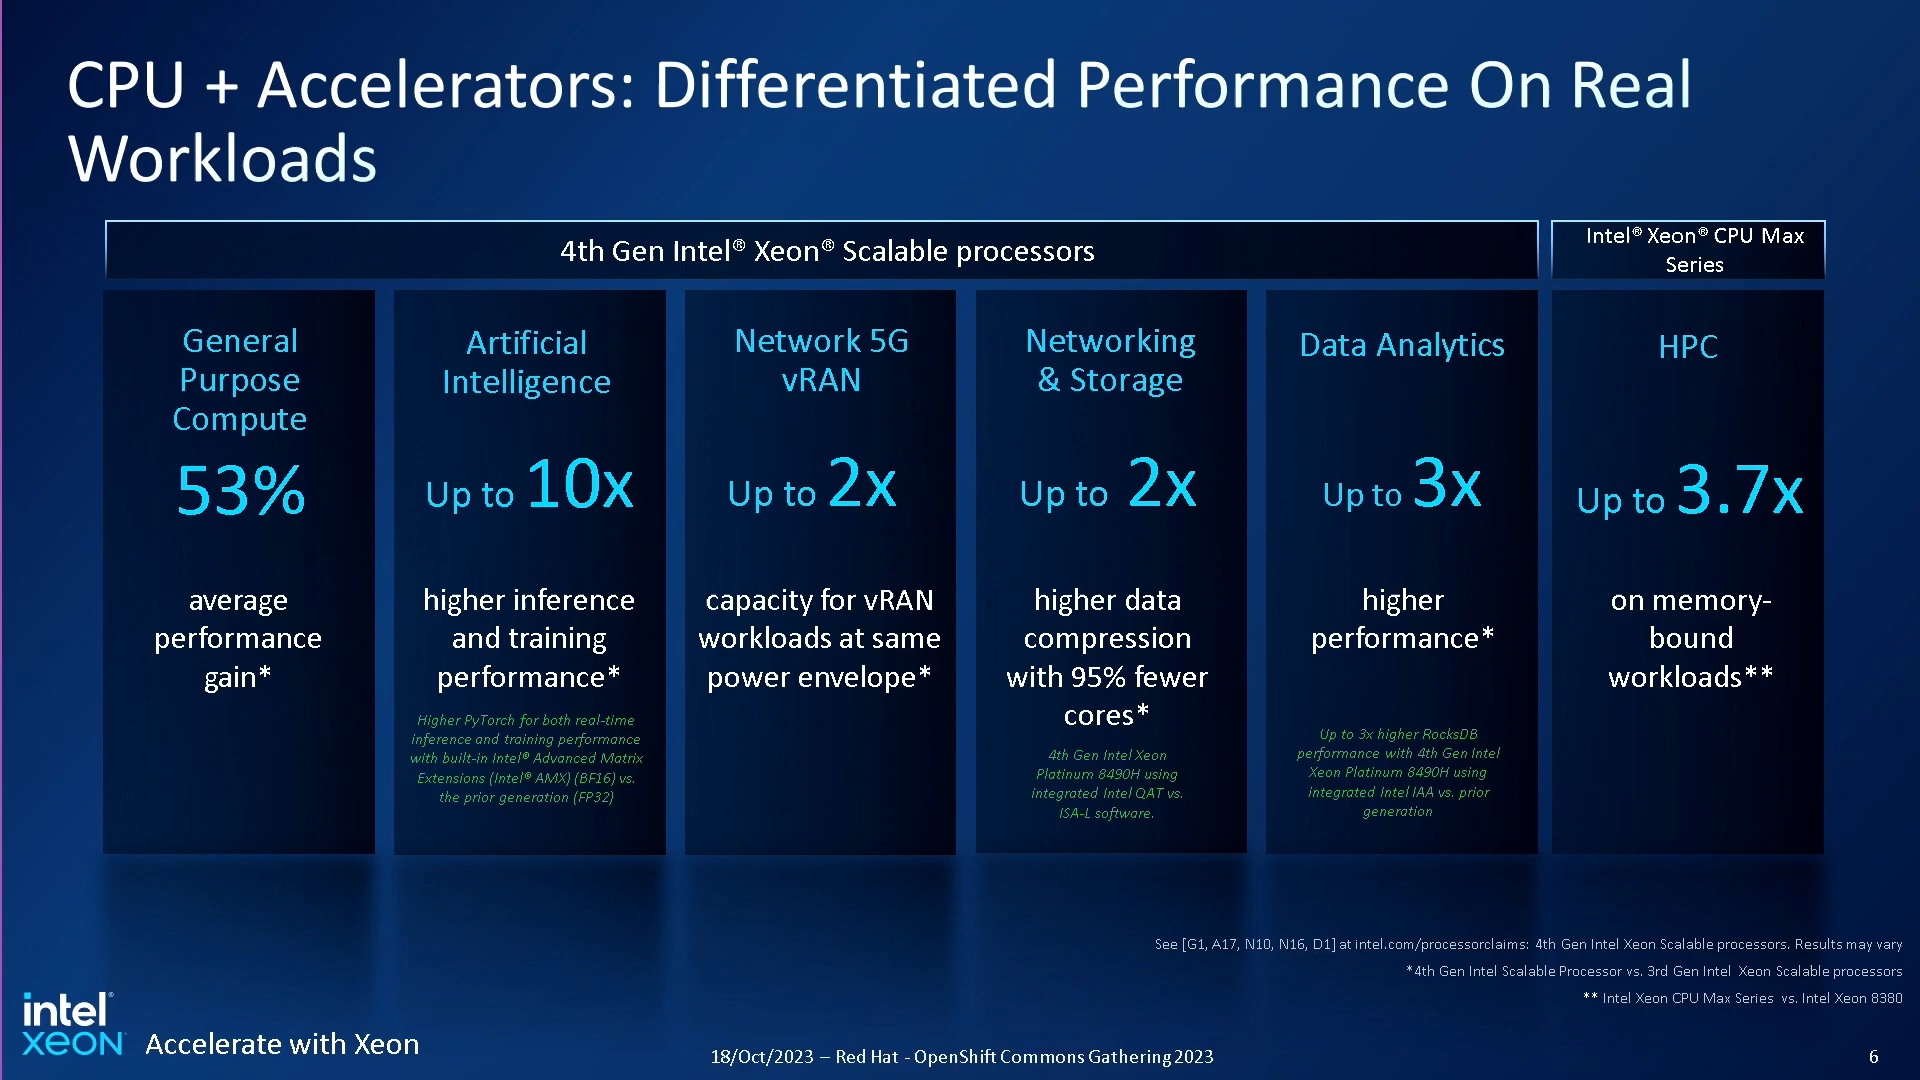 CPU + Accelerators: Differentiated Performance On Real
Workloads
4th Gen Intel® Xeon® Scalable processors
Intel® Xeon® CPU Max
Series
General
Purpose
Compute
53%
average
performance
gain*
Artificial
Intelligence
Up to 10x
higher inference
and training
performance*
Higher PyTorch for both real-time
inference and training performance
with built-in Intel® Advanced Matrix
Extensions (Intel® AMX) (BF16) vs.
the prior generation (FP32)
Network 5G
vRAN
Up to 2x
capacity for vRAN
workloads at same
power envelope*
Networking
& Storage
Up to 2x
higher data
compression
with 95% fewer
cores*
4th Gen Intel Xeon
Platinum 8490H using
integrated Intel QAT vs.
ISA-L software.
Data Analytics
Up to 3x
higher
performance*
Up to 3x higher RocksDB
performance with 4th Gen Intel
Xeon Platinum 8490H using
integrated Intel IAA vs. prior
generation
HPC
Up to 3.7x
on memory-
bound
workloads**
See [G1, A17, N10, N16, D1] at intel.com/processorclaims: 4th Gen Intel Xeon Scalable processors. Results may vary
*4th Gen Intel Scalable Processor vs. 3rd Gen Intel Xeon Scalable processors
** Intel Xeon CPU Max Series vs. Intel Xeon 8380
intel®
xeon
Accelerate with Xeon
18/Oct/2023 – Red Hat - OpenShift Commons Gathering 2023
6